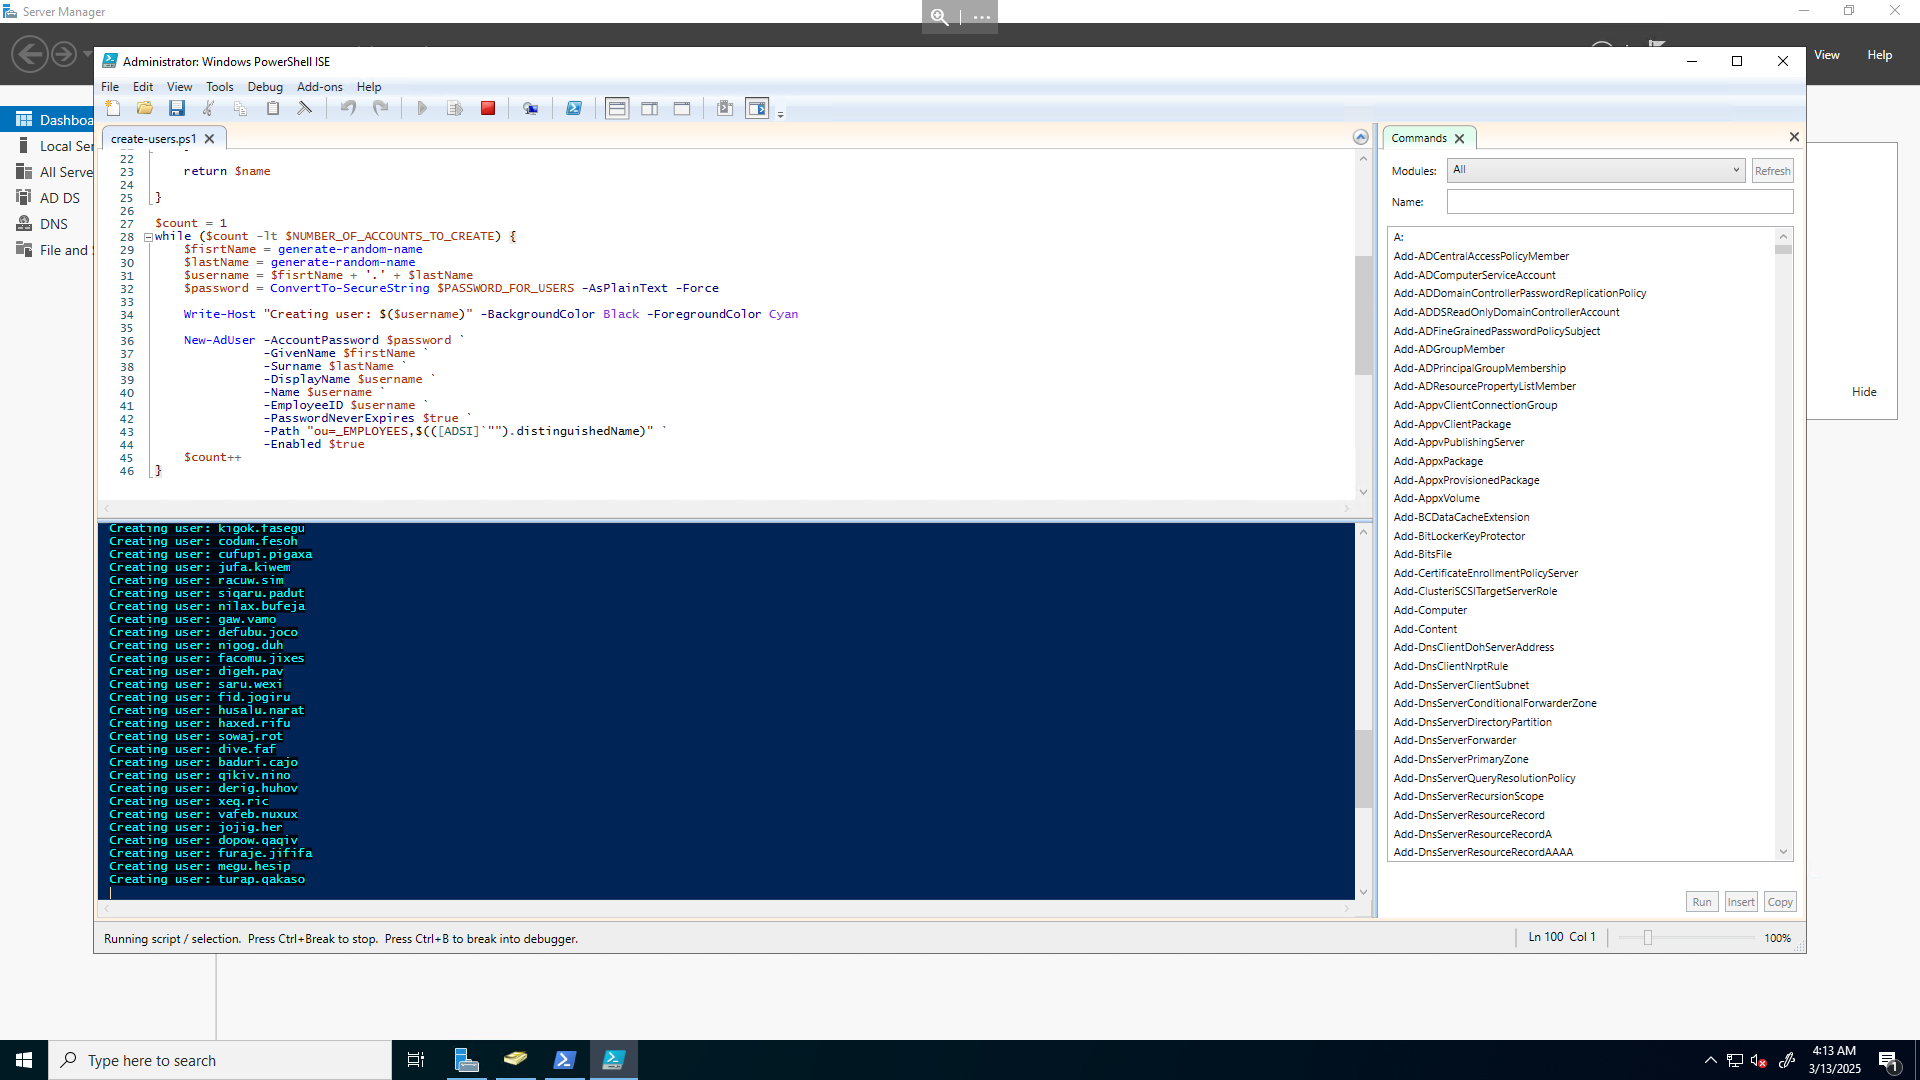 Server Manager
View
Help
Administrator: Windows PowerShell ISE
File Edit View Tools Debug Add-ons Help
Dashboa
Local Ser
All Serve
AD DS
DNS
File and S
create-users.ps1
22
23 return $name
24
25 }
26
27 $count = 1
28 while ($count -lt $NUMBER_OF_ACCOUNTS_TO_CREATE) {
29 $fisrtName = generate-random-name
30 $lastName = generate-random-name
31 $username = $fisrtName + '.' + $lastName
32 $password = ConvertTo-SecureString $PASSWORD_FOR_USERS -AsPlainText -Force
33
34 Write-Host "Creating user: $($username)" -BackgroundColor Black -ForegroundColor Cyan
35
36 New-AdUser -AccountPassword $password `
37 -GivenName $firstName `
38 -Surname $lastName `
39 -DisplayName $username `
40 -Name $username `
41 -EmployeeID $username `
42 -PasswordNeverExpires $true `
43 -Path "ou=_EMPLOYEES,$(([ADSI]`"").distinguishedName)" `
44 -Enabled $true
45 $count++
46 }
Creating user: kigok.fasegu
Creating user: codum.fesoh
Creating user: cufupi.pigaxa
Creating user: jufa.kiwem
Creating user: racuw.sim
Creating user: siqaru.padut
Creating user: nilax.bufeja
Creating user: gaw.vamo
Creating user: defubu.joco
Creating user: nigog.duh
Creating user: facomu.jixes
Creating user: digeh.pav
Creating user: saru.wexi
Creating user: fid.jogiru
Creating user: husalu.narat
Creating user: haxed.rifu
Creating user: sowaj.rot
Creating user: dive.faf
Creating user: baduri.cajo
Creating user: qikiv.nino
Creating user: derig.huhov
Creating user: xeq.ric
Creating user: vafeb.nuxux
Creating user: jojig.her
Creating user: dopow.qaqiv
Creating user: furaje.jififa
Creating user: megu.hesip
Creating user: turap.qakaso
Commands
Modules: All Refresh
Name:
A:
Add-ADCentralAccessPolicyMember
Add-ADComputerServiceAccount
Add-ADDomainControllerPasswordReplicationPolicy
Add-ADDSReadOnlyDomainControllerAccount
Add-ADFineGrainedPasswordPolicySubject
Add-ADGroupMember
Add-ADPrincipalGroupMembership
Add-ADResourcePropertyListMember
Add-AppvClientConnectionGroup
Add-AppvClientPackage
Add-AppvPublishingServer
Add-AppxPackage
Add-AppxProvisionedPackage
Add-AppxVolume
Add-BCDataCacheExtension
Add-BitLockerKeyProtector
Add-BitsFile
Add-CertificateEnrollmentPolicyServer
Add-ClusteriSCSITargetServerRole
Add-Computer
Add-Content
Add-DnsClientDohServerAddress
Add-DnsClientNrptRule
Add-DnsServerClientSubnet
Add-DnsServerConditionalForwarderZone
Add-DnsServerDirectoryPartition
Add-DnsServerForwarder
Add-DnsServerPrimaryZone
Add-DnsServerQueryResolutionPolicy
Add-DnsServerRecursionScope
Add-DnsServerResourceRecord
Add-DnsServerResourceRecordA
Add-DnsServerResourceRecordAAAA
Run Insert Copy
Hide
Running script / selection. Press Ctrl+Break to stop. Press Ctrl+B to break into debugger.
Ln 100 Col 1
100%
Type here to search
4:13 AM
3/13/2025
1